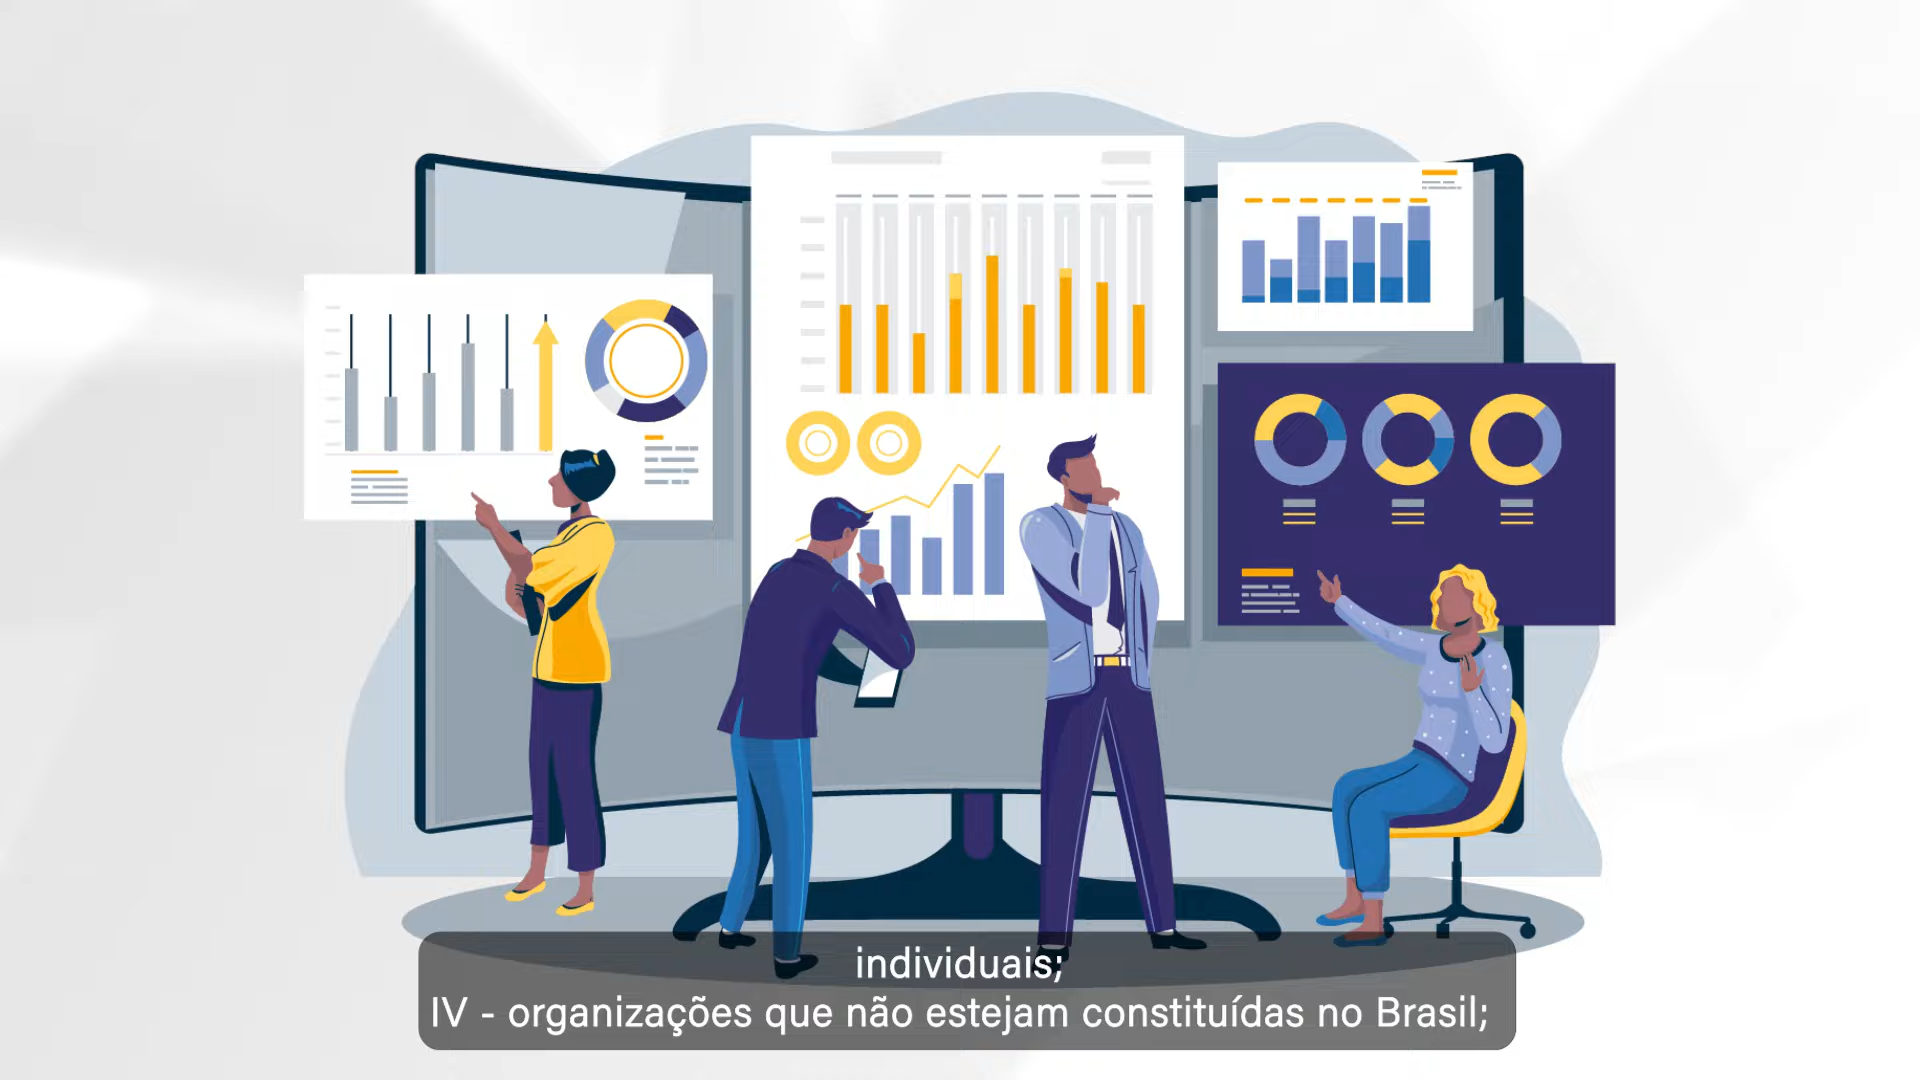 individuais;
IV - organizações que não estejam constituídas no Brasil;